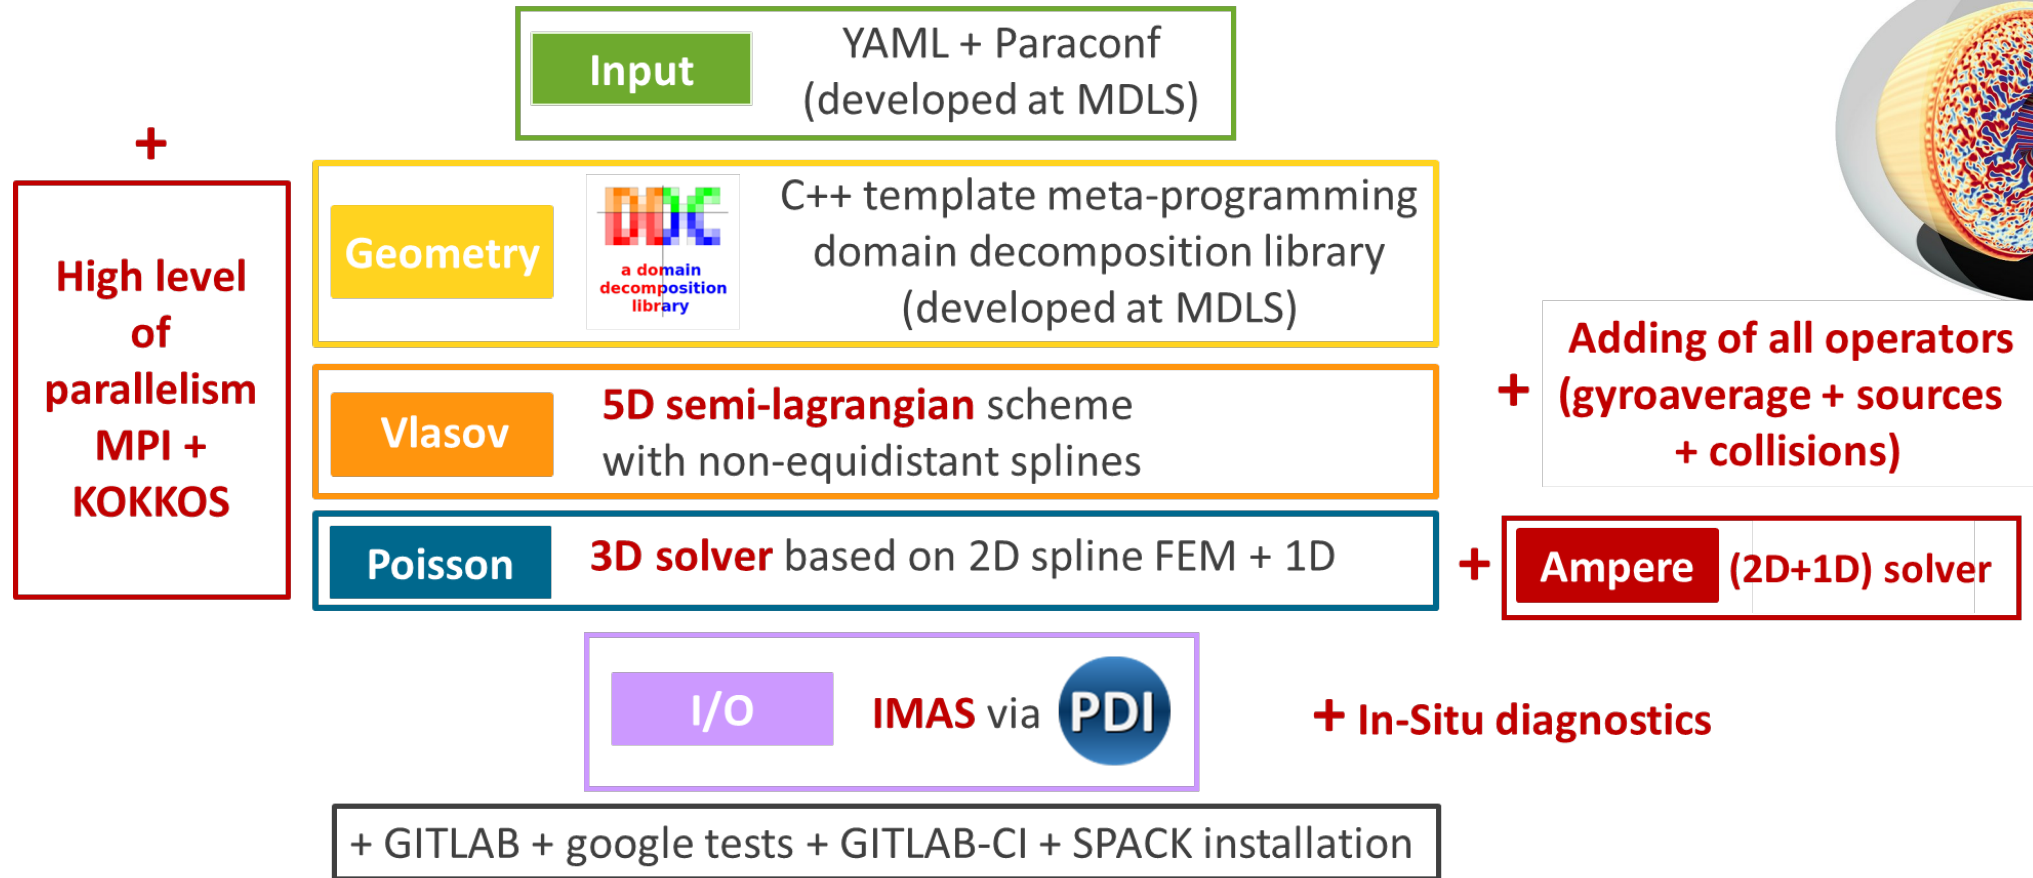 Input
YAML + Paraconf
(developed at MDLS)
+
High level
of
parallelism
MPI +
KOKKOS
Geometry
DDC
a domain
decomposition
library
C++ template meta-programming
domain decomposition library
(developed at MDLS)
Vlasov
5D semi-lagrangian scheme
with non-equidistant splines
+
Adding of all operators
(gyroaverage + sources
+ collisions)
Poisson
3D solver based on 2D spline FEM + 1D
+
Ampere (2D+1D) solver
I/O
IMAS via PDI
+ In-Situ diagnostics
+ GITLAB + google tests + GITLAB-CI + SPACK installation